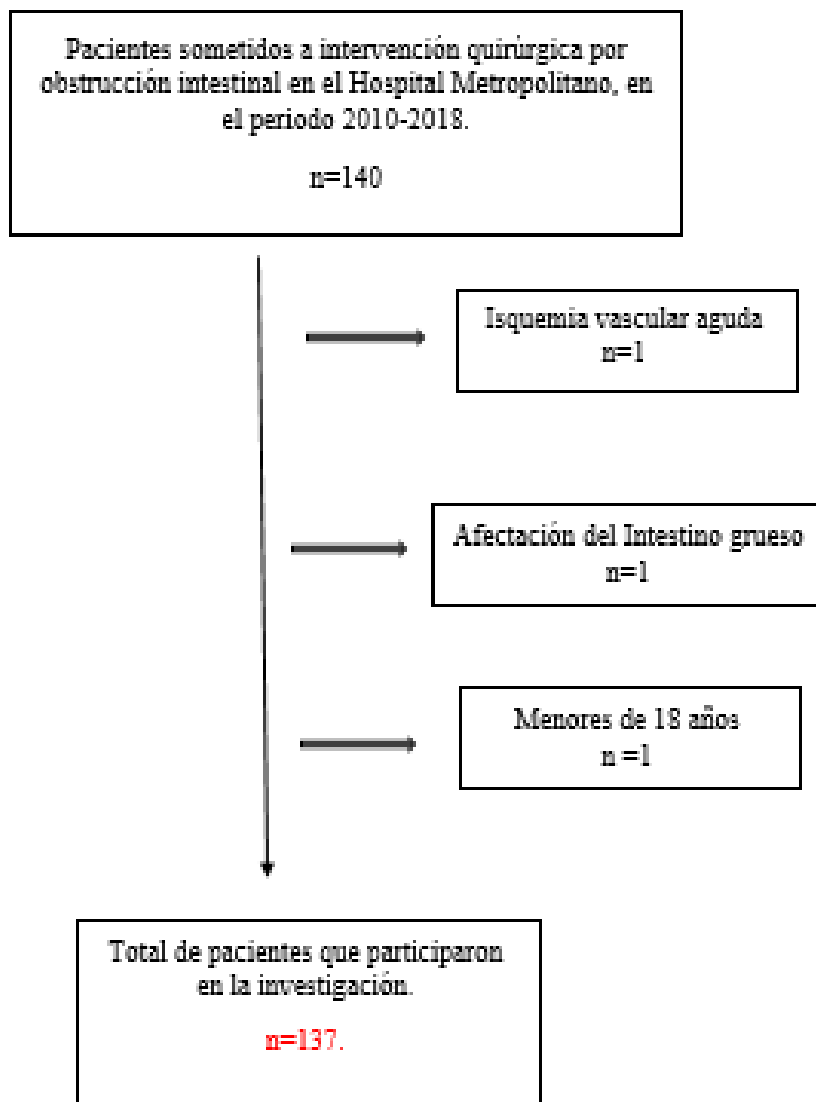 Pacientes sometidos a intervención quirúrgica por
obstrucción intestinal en el Hospital Metropolitano, en
el periodo 2010-2018.
n=140
Isquemia vascular aguda
n=1
Afectación del Intestino grueso
n=1
Menores de 18 años
n =1
Total de pacientes que participaron
en la investigación.
n=137.